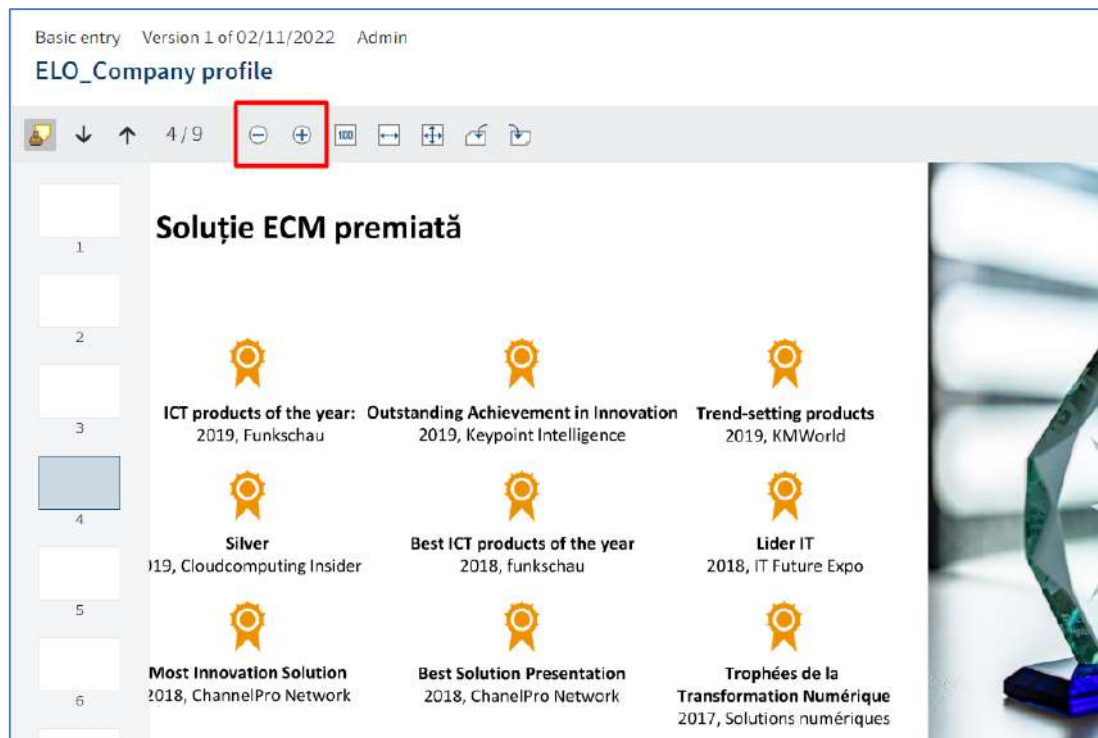 Basic entry Version 1 of 02/11/2022 Admin
ELO_Company profile
4/9 100
Soluție ECM premiată
1
2
3
4
5
6
ICT products of the year: Outstanding Achievement in Innovation Trend-setting products
2019, Funkschau 2019, Keypoint Intelligence 2019, KMWorld
Silver Best ICT products of the year Lider IT
19, Cloudcomputing Insider 2018, funkschau 2018, IT Future Expo
Most Innovation Solution Best Solution Presentation Trophées de la
2018, ChannelPro Network 2018, ChanelPro Network Transformation Numérique
2017, Solutions numériques